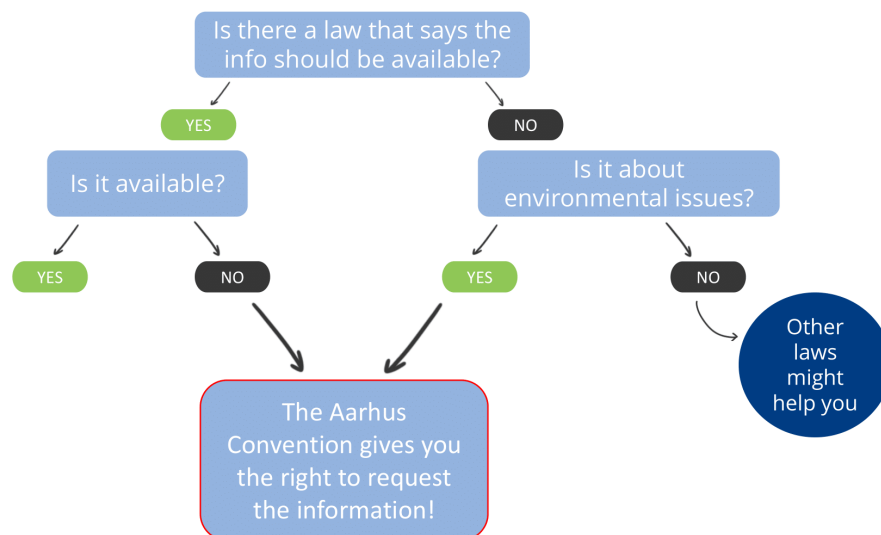 Is there a law that says the
info should be available?
YES
NO
Is it available?
Is it about
environmental issues?
YES
NO
YES
NO
Other
laws
might
help you
The Aarhus
Convention gives you
the right to request
the information!